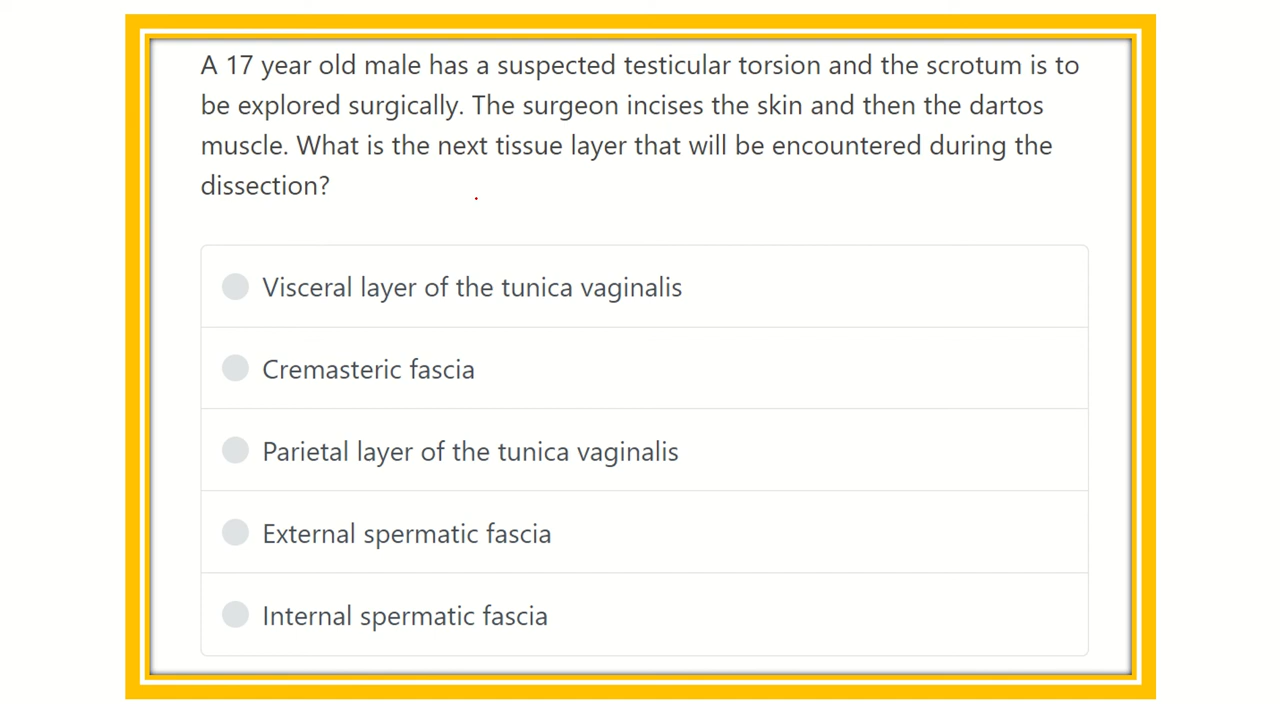 A 17 year old male has a suspected testicular torsion and the scrotum is to
be explored surgically. The surgeon incises the skin and then the dartos
muscle. What is the next tissue layer that will be encountered during the
dissection?
Visceral layer of the tunica vaginalis
Cremasteric fascia
Parietal layer of the tunica vaginalis
External spermatic fascia
Internal spermatic fascia